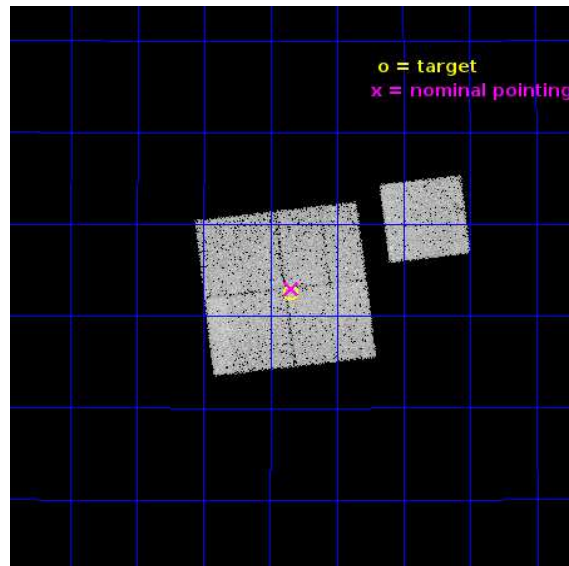 o = target
x = nominal pointing